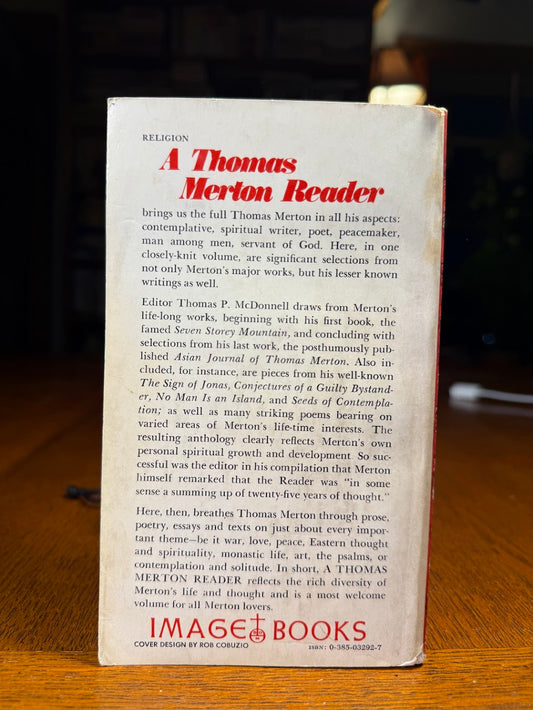 RELIGION
A Thomas
Merton Reader
brings us the full Thomas Merton in all his aspects:
contemplative, spiritual writer, poet, peacemaker,
man among men, servant of God. Here, in one
closely-knit volume, are significant selections from
not only Merton's major works, but his lesser known
writings as well.
Editor Thomas P. McDonnell draws from Merton's
life-long works, beginning with his first book, the
famed Seven Storey Mountain, and concluding with
selections from his last work, the posthumously pub-
lished Asian Journal of Thomas Merton. Also in-
cluded, for instance, are pieces from his well-known
The Sign of Jonas, Conjectures of a Guilty Bystand-
er, No Man Is an Island, and Seeds of Contempla-
tion; as well as many striking poems bearing on
varied areas of Merton's life-time interests. The
resulting anthology clearly reflects Merton's own
personal spiritual growth and development. So suc-
cessful was the editor in his compilation that Merton
himself remarked that the Reader was "in some
sense a summing up of twenty-five years of thought."
Here, then, breathes Thomas Merton through prose,
poetry, essays and texts on just about every impor-
tant theme—be it war, love, peace, Eastern thought
and spirituality, monastic life, art, the psalms, or
contemplation and solitude. In short, A THOMAS
MERTON READER reflects the rich diversity of
Merton's life and thought and is a most welcome
volume for all Merton lovers.
IMAGE BOOKS
COVER DESIGN BY ROB COBUZIO
ISBN: 0-385-03292-7